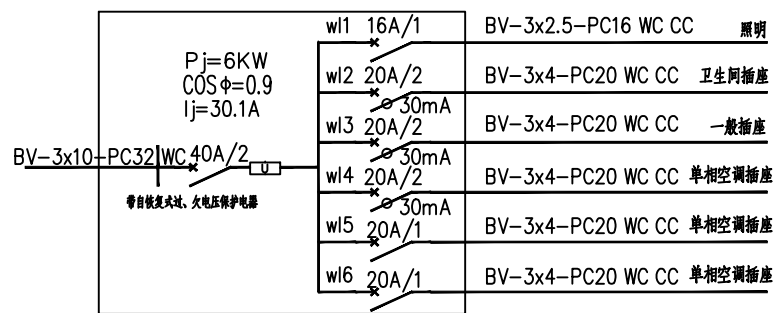 wl1 16A/1 BV-3x2.5-PC16 WC CC 照明
Pj=6KW
COSΦ=0.9
Ij=30.1A
wl2 20A/2 BV-3x4-PC20 WC CC 卫生间插座
30mA
wl3 20A/2 BV-3x4-PC20 WC CC 一般插座
30mA
BV-3x10-PC32 WC 40A/2 U
wl4 20A/2 BV-3x4-PC20 WC CC 单相空调插座
30mA
带自恢复式过、欠电压保护电器
wl5 20A/1 BV-3x4-PC20 WC CC 单相空调插座
wl6 20A/1 BV-3x4-PC20 WC CC 单相空调插座